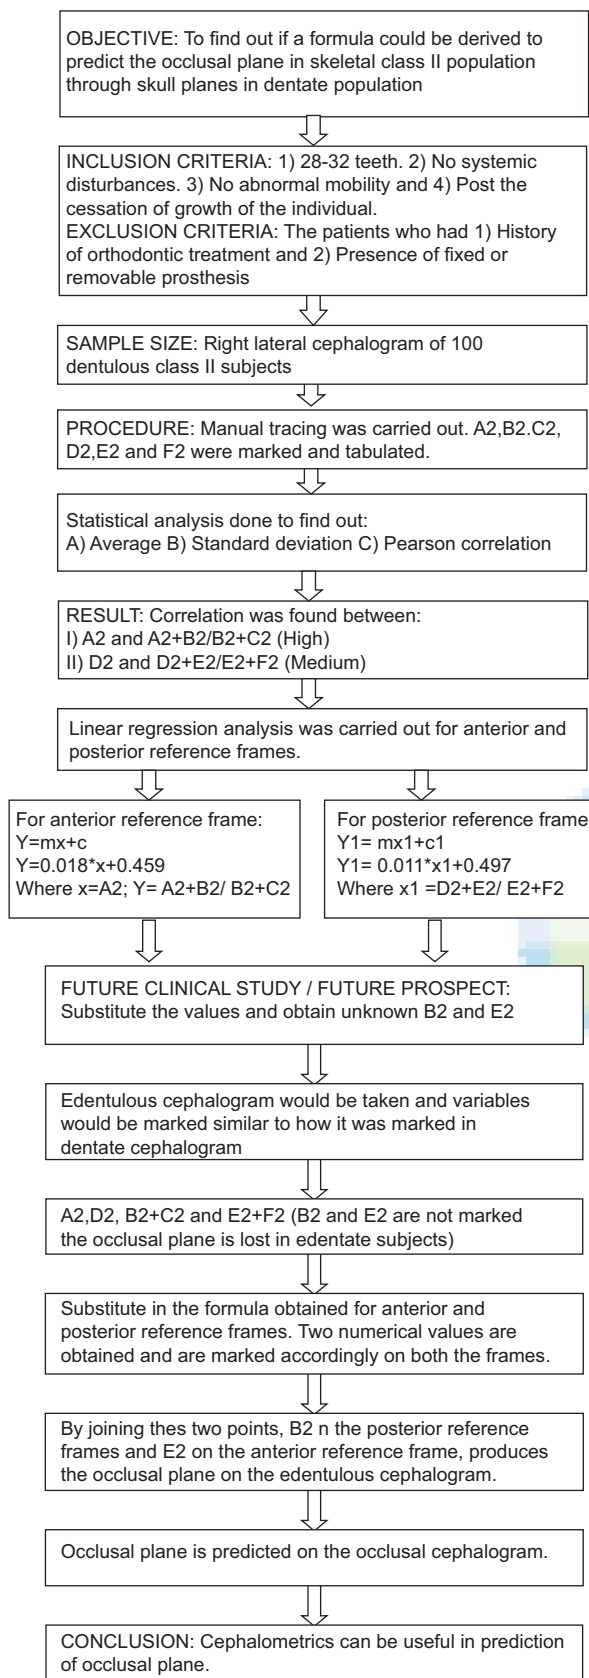 OBJECTIVE: To find out if a formula could be derived to
predict the occlusal plane in skeletal class II population
through skull planes in dentate population
INCLUSION CRITERIA: 1) 28-32 teeth. 2) No systemic
disturbances. 3) No abnormal mobility and 4) Post the
cessation of growth of the individual.
EXCLUSION CRITERIA: The patients who had 1) History
of orthodontic treatment and 2) Presence of fixed or
removable prosthesis
SAMPLE SIZE: Right lateral cephalogram of 100
dentulous class II subjects
PROCEDURE: Manual tracing was carried out. A2,B2.C2,
D2,E2 and F2 were marked and tabulated.
Statistical analysis done to find out:
A) Average B) Standard deviation C) Pearson correlation
RESULT: Correlation was found between:
I) A2 and A2+B2/B2+C2 (High)
II) D2 and D2+E2/E2+F2 (Medium)
Linear regression analysis was carried out for anterior and
posterior reference frames.
For anterior reference frame:
Y=mx+c
Y=0.018*x+0.459
Where x=A2; Y= A2+B2/ B2+C2
For posterior reference frame
Y1= mx1+c1
Y1= 0.011*x1+0.497
Where x1 =D2+E2/ E2+F2
FUTURE CLINICAL STUDY / FUTURE PROSPECT:
Substitute the values and obtain unknown B2 and E2
Edentulous cephalogram would be taken and variables
would be marked similar to how it was marked in
dentate cephalogram
A2,D2, B2+C2 and E2+F2 (B2 and E2 are not marked
the occlusal plane is lost in edentate subjects)
Substitute in the formula obtained for anterior and
posterior reference frames. Two numerical values are
obtained and are marked accordingly on both the frames.
By joining thes two points, B2 n the posterior reference
frames and E2 on the anterior reference frame, produces
the occlusal plane on the edentulous cephalogram.
Occlusal plane is predicted on the occlusal cephalogram.
CONCLUSION: Cephalometrics can be useful in prediction
of occlusal plane.